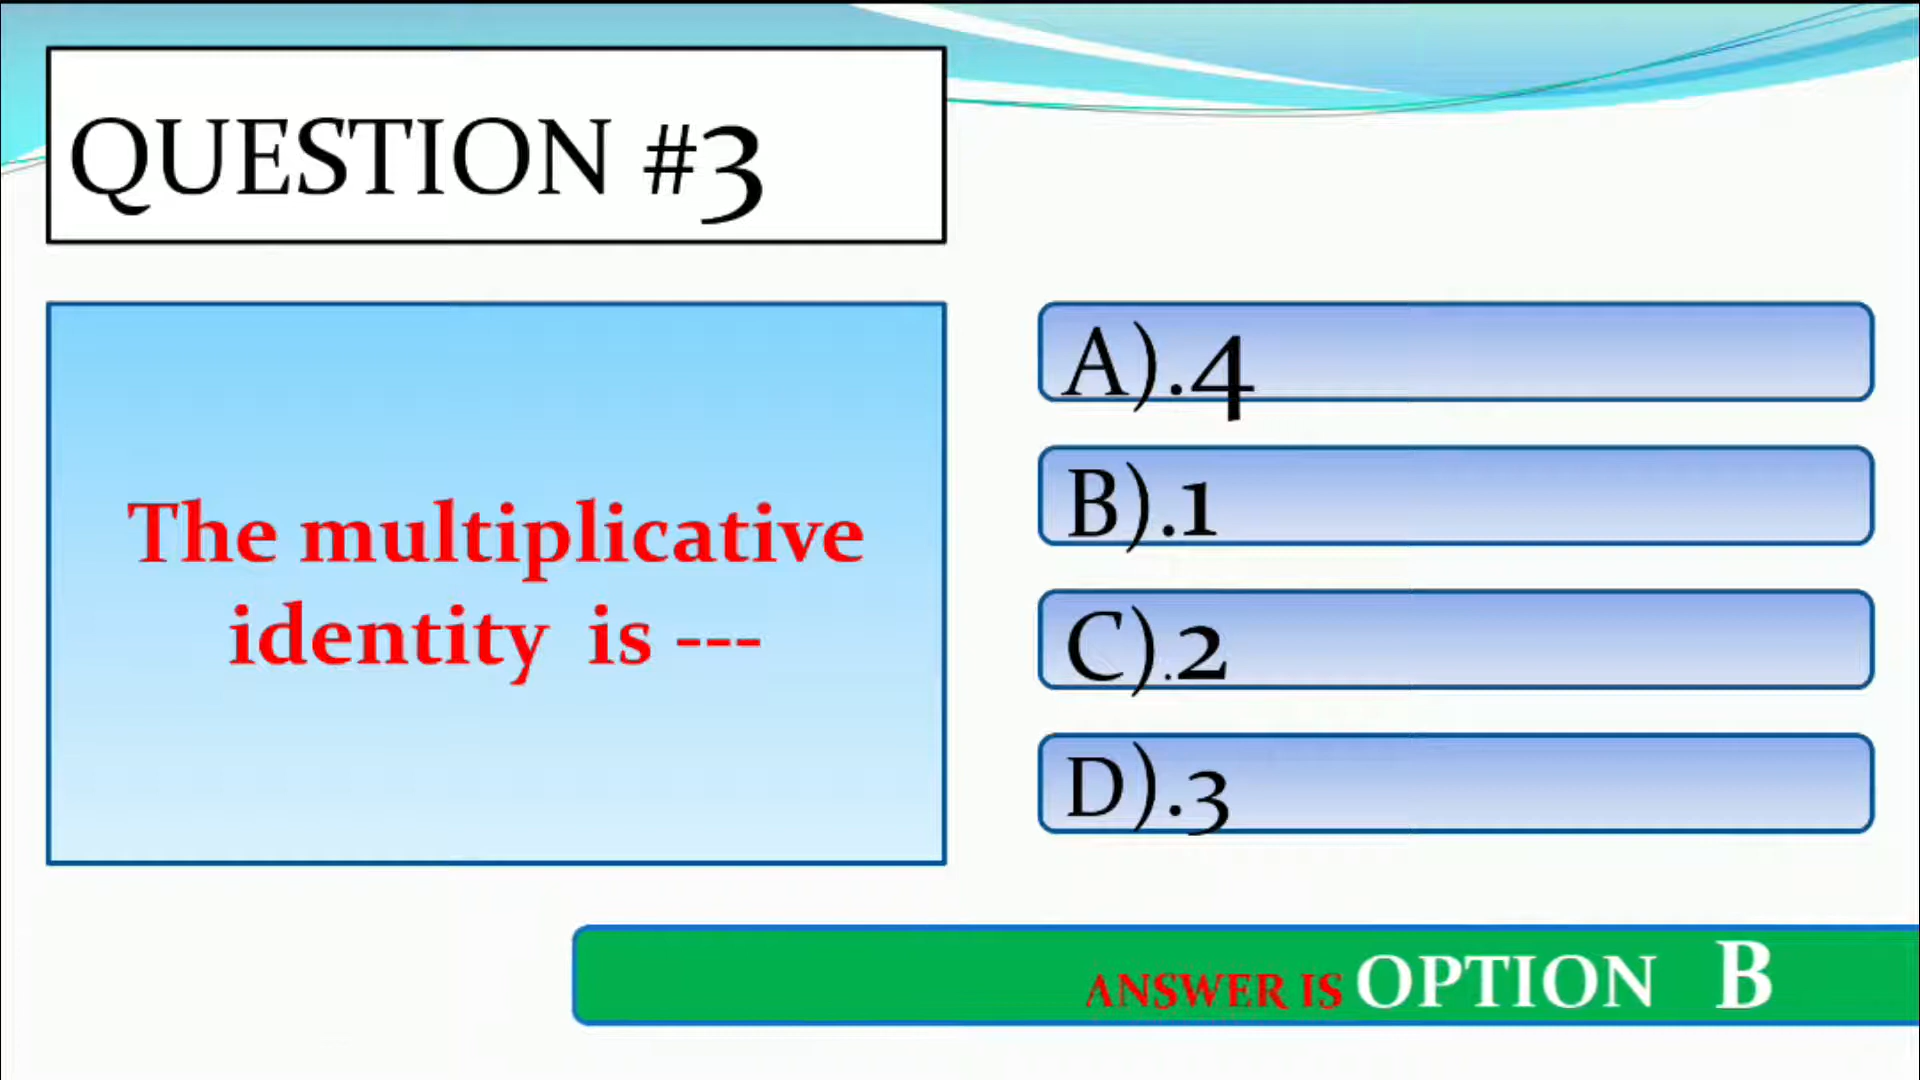 QUESTION #3
The multiplicative
identity is ---
A).4
B).1
C).2
D).3
ANSWER IS OPTION B